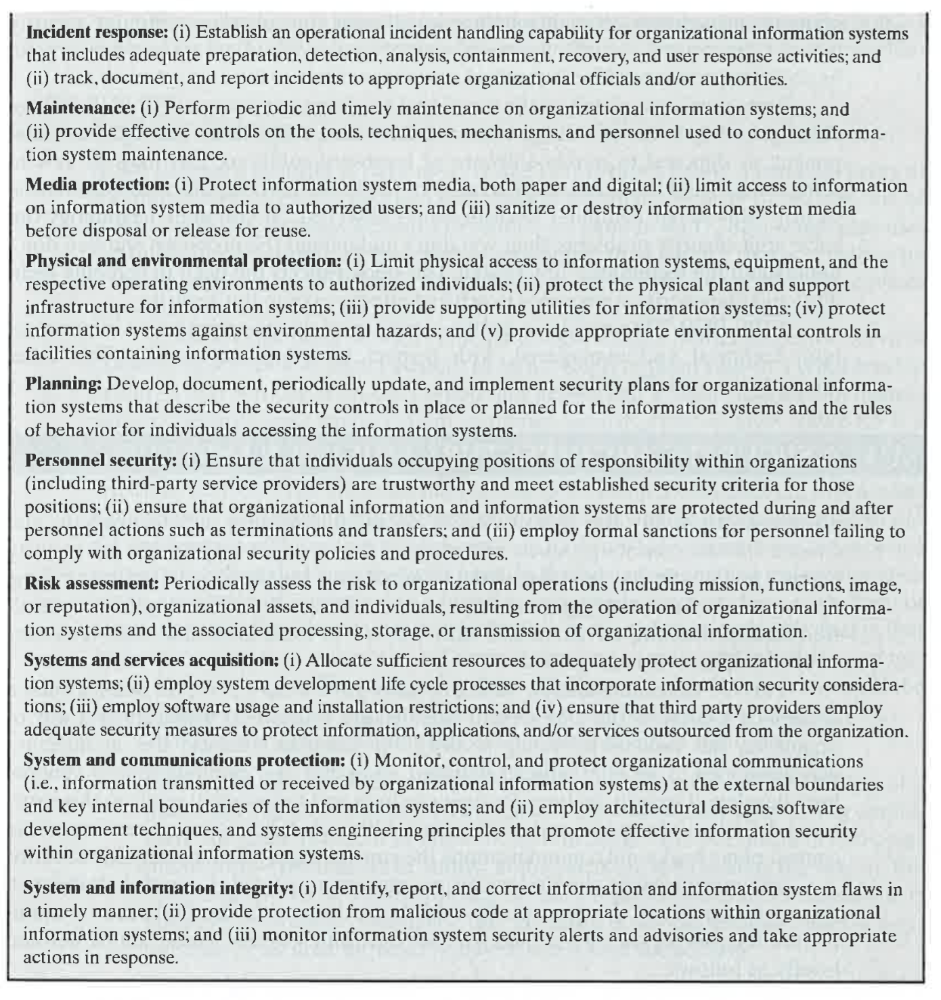 Incident response: (i) Establish an operational incident handling capability for organizational information systems
that includes adequate preparation, detection, analysis, containment, recovery, and user response activities; and
(ii) track, document, and report incidents to appropriate organizational officials and/or authorities.
Maintenance: (i) Perform periodic and timely maintenance on organizational information systems; and
(ii) provide effective controls on the tools, techniques, mechanisms, and personnel used to conduct informa-
tion system maintenance.
Media protection: (i) Protect information system media, both paper and digital; (ii) limit access to information
on information system media to authorized users; and (iii) sanitize or destroy information system media
before disposal or release for reuse.
Physical and environmental protection: (i) Limit physical access to information systems, equipment, and the
respective operating environments to authorized individuals; (ii) protect the physical plant and support
infrastructure for information systems; (iii) provide supporting utilities for information systems; (iv) protect
information systems against environmental hazards; and (v) provide appropriate environmental controls in
facilities containing information systems.
Planning: Develop, document, periodically update, and implement security plans for organizational informa-
tion systems that describe the security controls in place or planned for the information systems and the rules
of behavior for individuals accessing the information systems.
Personnel security: (i) Ensure that individuals occupying positions of responsibility within organizations
(including third-party service providers) are trustworthy and meet established security criteria for those
positions; (ii) ensure that organizational information and information systems are protected during and after
personnel actions such as terminations and transfers; and (iii) employ formal sanctions for personnel failing to
comply with organizational security policies and procedures.
Risk assessment: Periodically assess the risk to organizational operations (including mission, functions, image,
or reputation), organizational assets, and individuals, resulting from the operation of organizational informa-
tion systems and the associated processing, storage, or transmission of organizational information.
Systems and services acquisition: (i) Allocate sufficient resources to adequately protect organizational informa-
tion systems; (ii) employ system development life cycle processes that incorporate information security considera-
tions; (iii) employ software usage and installation restrictions; and (iv) ensure that third party providers employ
adequate security measures to protect information, applications, and/or services outsourced from the organization.
System and communications protection: (i) Monitor, control, and protect organizational communications
(i.e., information transmitted or received by organizational information systems) at the external boundaries
and key internal boundaries of the information systems; and (ii) employ architectural designs, software
development techniques, and systems engineering principles that promote effective information security
within organizational information systems.
System and information integrity: (i) Identify, report, and correct information and information system flaws in
a timely manner; (ii) provide protection from malicious code at appropriate locations within organizational
information systems; and (iii) monitor information system security alerts and advisories and take appropriate
actions in response.